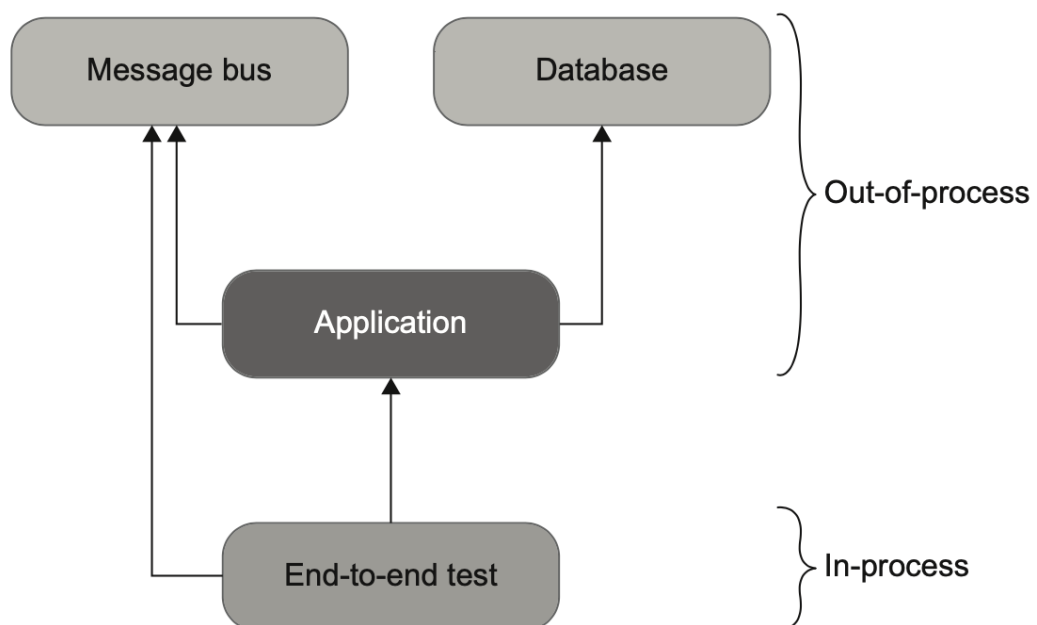 Message bus
Database
Out-of-process
Application
End-to-end test
In-process